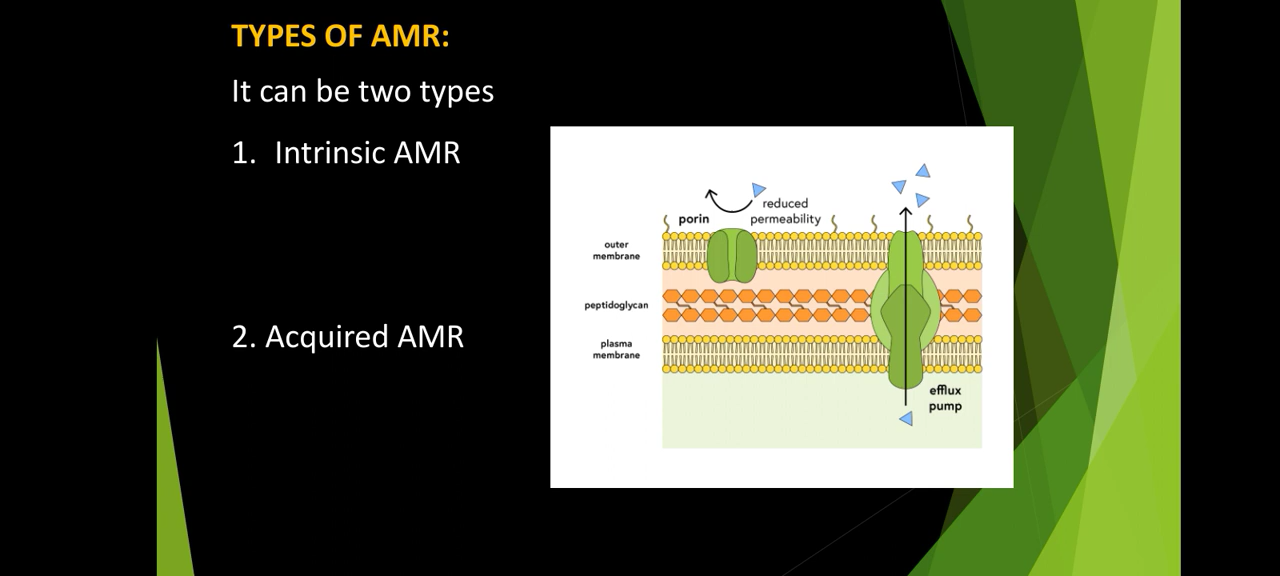 TYPES OF AMR:
It can be two types
1. Intrinsic AMR
2. Acquired AMR
porin
reduced
permeability
outer
membrane
peptidoglycan
plasma
membrane
efflux
pump